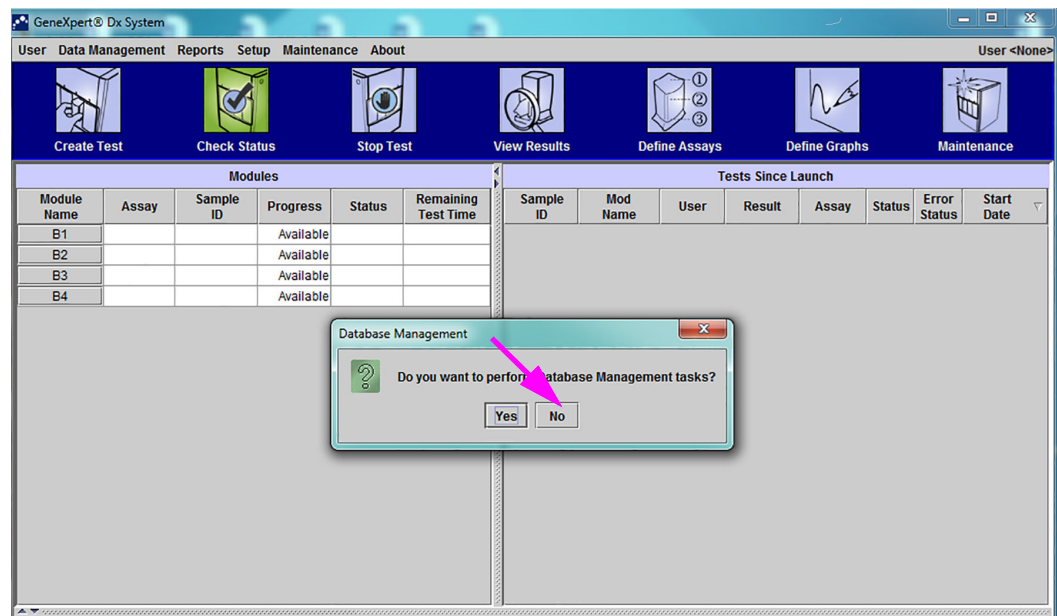 GeneXpert® Dx System
User Data Management Reports Setup Maintenance About User <None>
Create Test Check Status Stop Test View Results Define Assays Define Graphs Maintenance
Modules Tests Since Launch
Module Name Assay Sample ID Progress Status Remaining Test Time Sample ID Mod Name User Result Assay Status Error Status Start Date
B1 Available
B2 Available
B3 Available
B4 Available
Database Management
Do you want to perform Database Management tasks?
Yes No